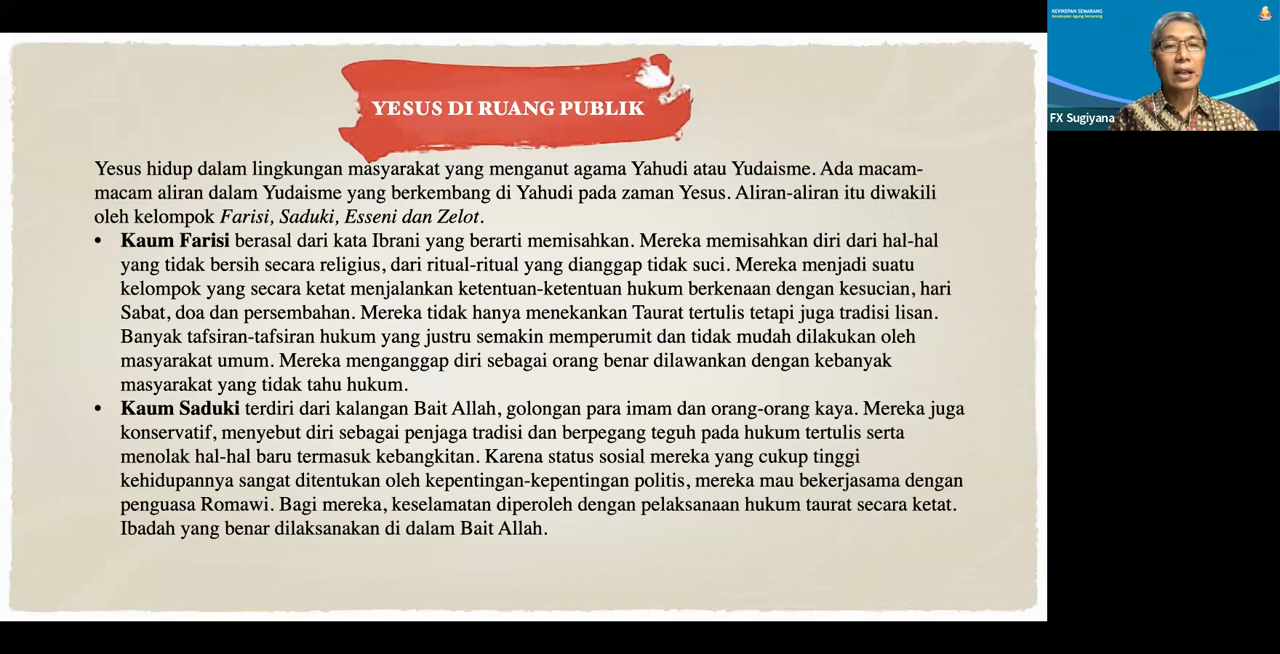 YESUS DI RUANG PUBLIK
Yesus hidup dalam lingkungan masyarakat yang menganut agama Yahudi atau Yudaisme. Ada macam-
macam aliran dalam Yudaisme yang berkembang di Yahudi pada zaman Yesus. Aliran-aliran itu diwakili
oleh kelompok Farisi, Saduki, Esseni dan Zelot.
• Kaum Farisi berasal dari kata Ibrani yang berarti memisahkan. Mereka memisahkan diri dari hal-hal
yang tidak bersih secara religius, dari ritual-ritual yang dianggap tidak suci. Mereka menjadi suatu
kelompok yang secara ketat menjalankan ketentuan-ketentuan hukum berkenaan dengan kesucian, hari
Sabat, doa dan persembahan. Mereka tidak hanya menekankan Taurat tertulis tetapi juga tradisi lisan.
Banyak tafsiran-tafsiran hukum yang justru semakin memperumit dan tidak mudah dilakukan oleh
masyarakat umum. Mereka menganggap diri sebagai orang benar dilawankan dengan kebanyak
masyarakat yang tidak tahu hukum.
• Kaum Saduki terdiri dari kalangan Bait Allah, golongan para imam dan orang-orang kaya. Mereka juga
konservatif, menyebut diri sebagai penjaga tradisi dan berpegang teguh pada hukum tertulis serta
menolak hal-hal baru termasuk kebangkitan. Karena status sosial mereka yang cukup tinggi
kehidupannya sangat ditentukan oleh kepentingan-kepentingan politis, mereka mau bekerjasama dengan
penguasa Romawi. Bagi mereka, keselamatan diperoleh dengan pelaksanaan hukum taurat secara ketat.
Ibadah yang benar dilaksanakan di dalam Bait Allah.
KEVIKEPAN SEMARANG
Keuskupan Agung Semarang
FX Sugiyana